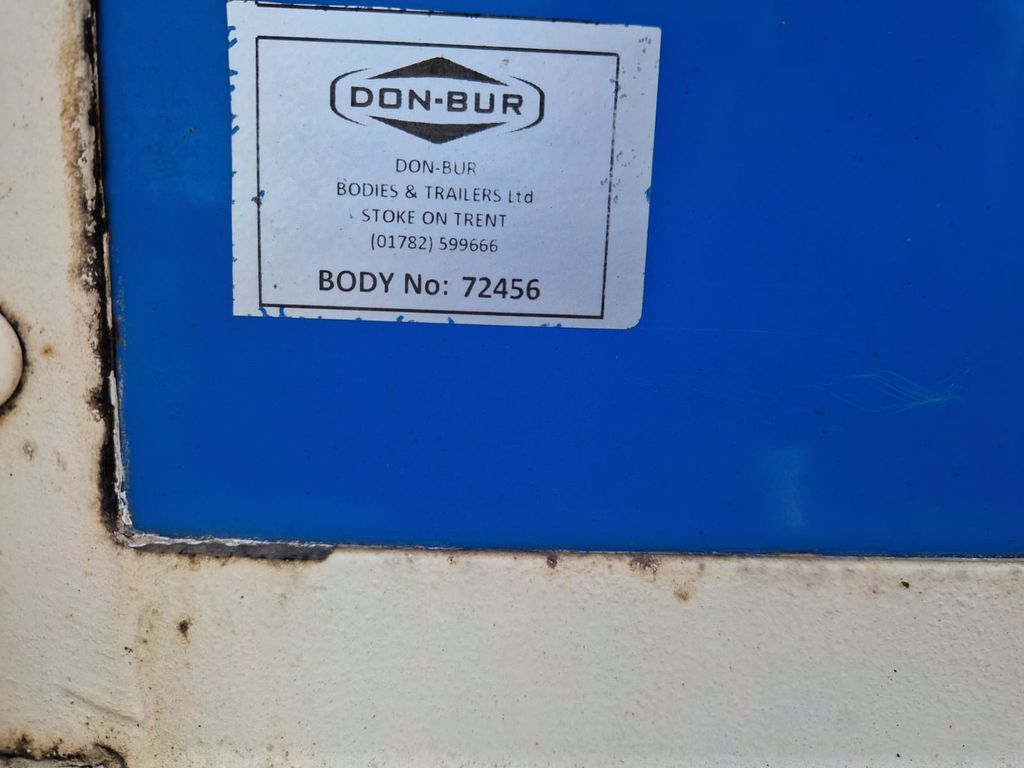 DON-BUR
DON-BUR
BODIES & TRAILERS Ltd
STOKE ON TRENT
(01782) 599666
BODY No: 72456